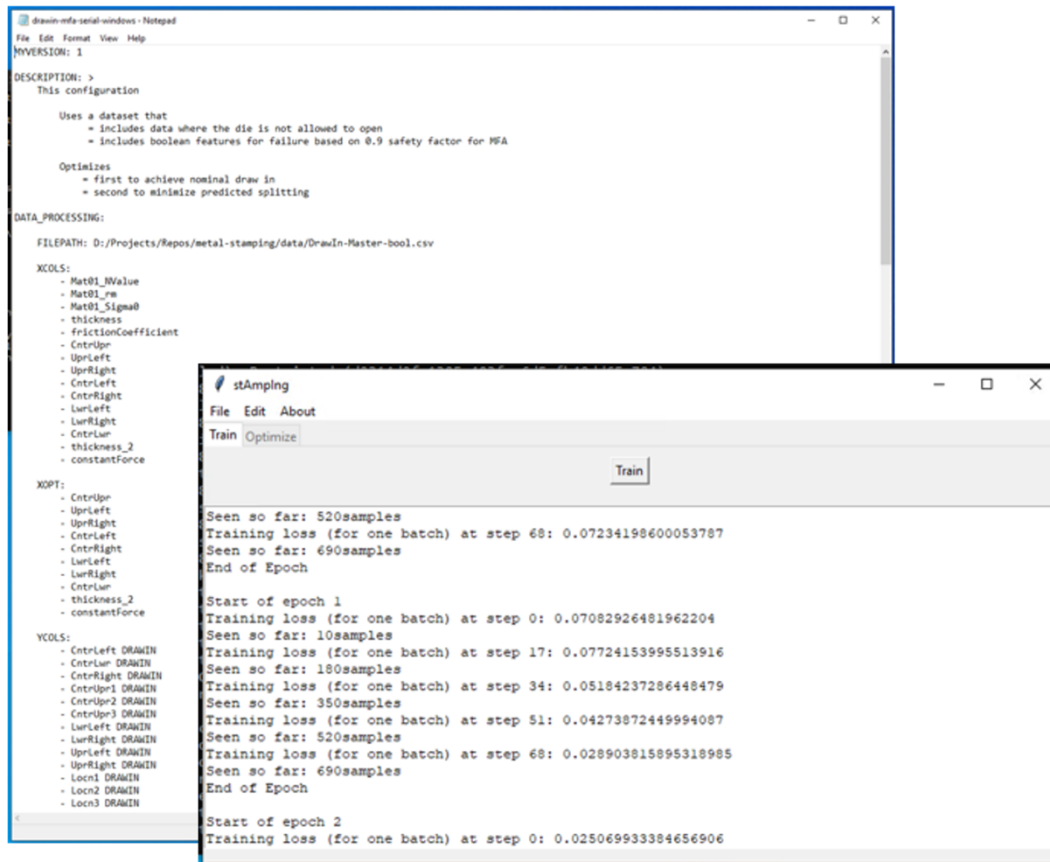 drawin-mfa-serial-windows - Notepad
File Edit Format View Help
MYVERSION: 1
DESCRIPTION: >
This configuration
Uses a dataset that
= includes data where the die is not allowed to open
= includes boolean features for failure based on 0.9 safety factor for MFA
Optimizes
= first to achieve nominal draw in
= second to minimize predicted splitting
DATA_PROCESSING:
FILEPATH: D:/Projects/Repos/metal-stamping/data/DrawIn-Master-bool.csv
XCOLS:
- Mat01_NValue
- Mat01_rm
- Mat01_Sigma0
- thickness
- frictionCoefficient
- CntrUpr
- UprLeft
- UprRight
- CntrLeft
- CntrRight
- LwrLeft
- LwrRight
- CntrLwr
- thickness_2
- constantForce
XOPT:
- CntrUpr
- UprLeft
- UprRight
- CntrLeft
- CntrRight
- LwrLeft
- LwrRight
- CntrLwr
- thickness_2
- constantForce
YCOLS:
- CntrLeft DRAWIN
- CntrLwr DRAWIN
- CntrRight DRAWIN
- CntrUpr1 DRAWIN
- CntrUpr2 DRAWIN
- CntrUpr3 DRAWIN
- LwrLeft DRAWIN
- LwrRight DRAWIN
- UprLeft DRAWIN
- UprRight DRAWIN
- Locn1 DRAWIN
- Locn2 DRAWIN
- Locn3 DRAWIN
stAmpIng
File Edit About
Train Optimize
Train
Seen so far: 520samples
Training loss (for one batch) at step 68: 0.07234198600053787
Seen so far: 690samples
End of Epoch
Start of epoch 1
Training loss (for one batch) at step 0: 0.07082926481962204
Seen so far: 10samples
Training loss (for one batch) at step 17: 0.07724153995513916
Seen so far: 180samples
Training loss (for one batch) at step 34: 0.05184237286448479
Seen so far: 350samples
Training loss (for one batch) at step 51: 0.04273872449994087
Seen so far: 520samples
Training loss (for one batch) at step 68: 0.028903815895318985
Seen so far: 690samples
End of Epoch
Start of epoch 2
Training loss (for one batch) at step 0: 0.025069933384656906